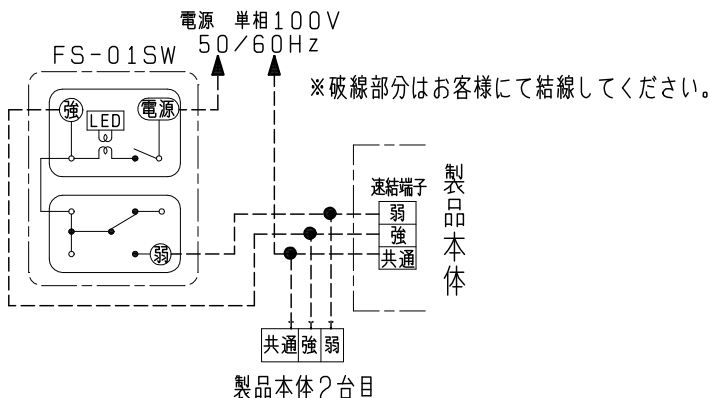 電源 単相100V
50/60Hz
FS-01SW
※破線部分はお客様にて結線してください。
強
LED
電源
弱
速結端子
弱
強
共通
製品本体
共通 強 弱
製品本体2台目